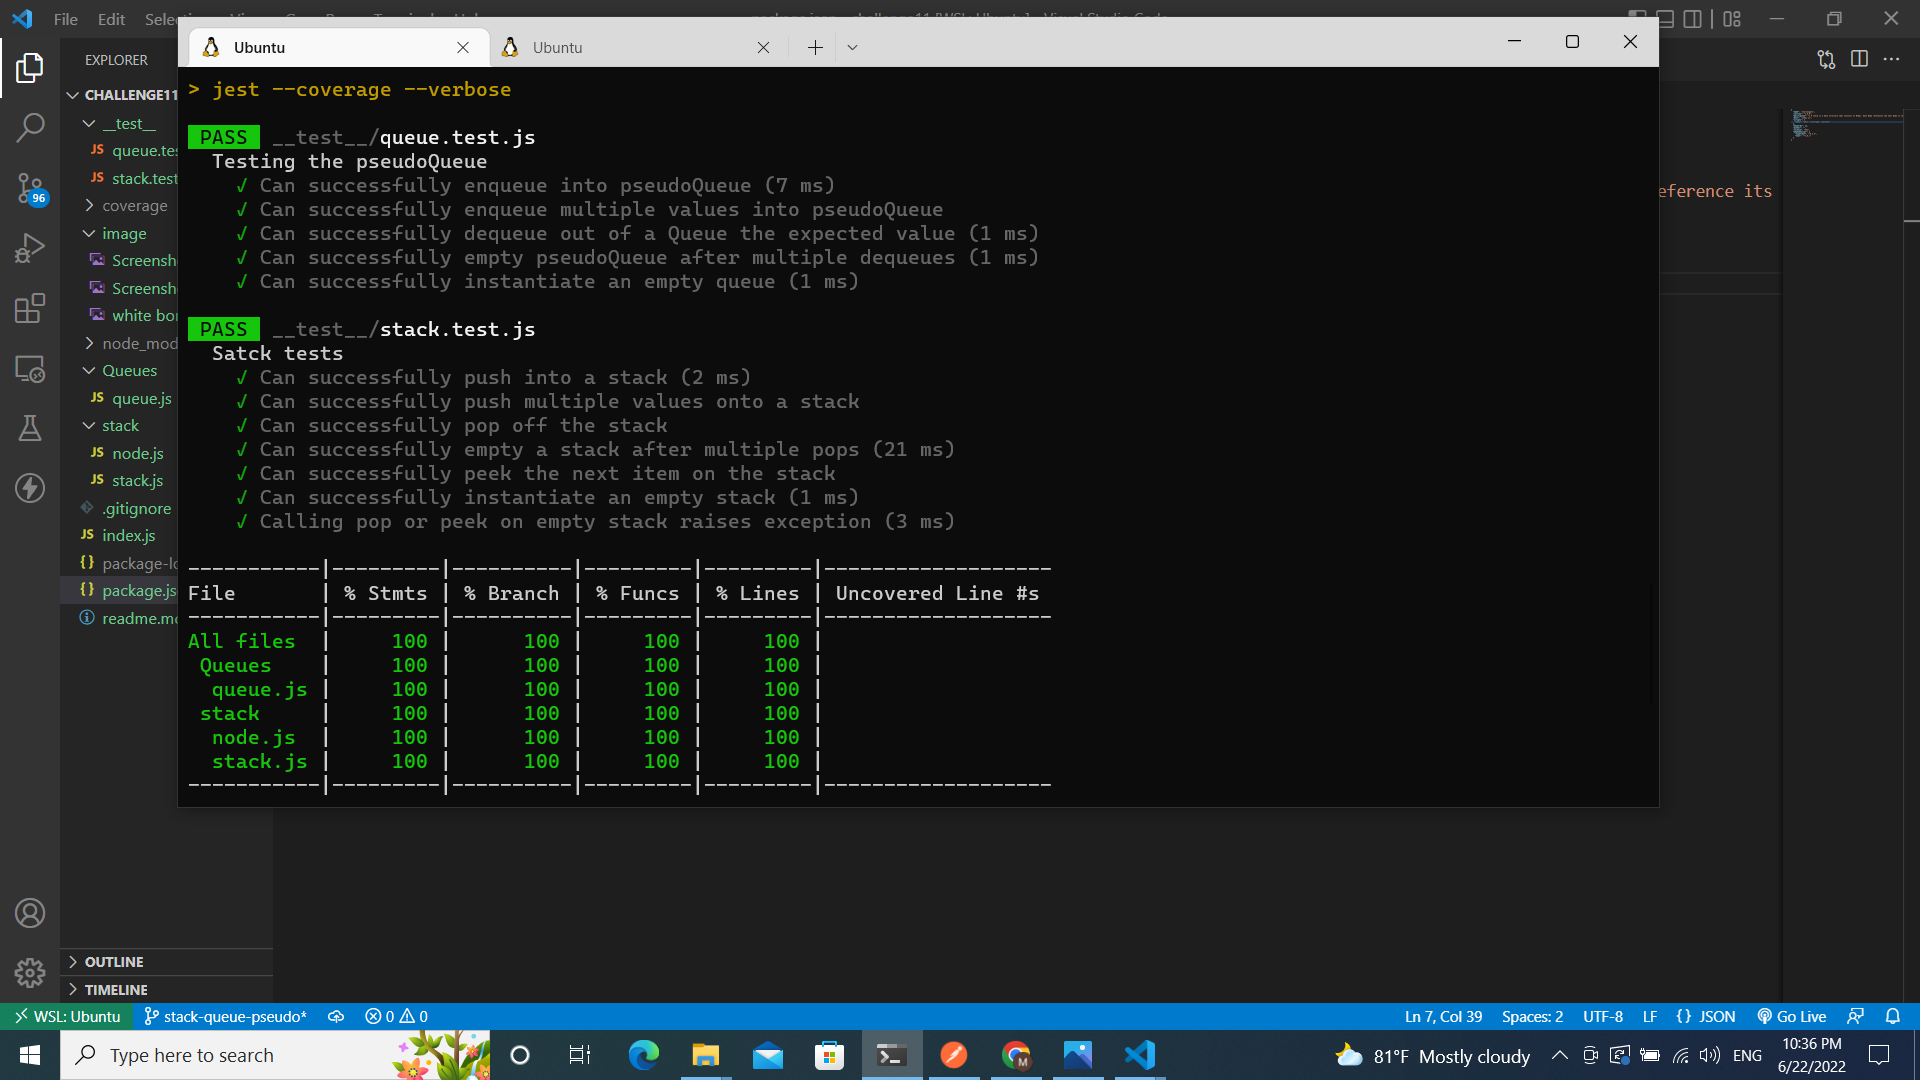 File Edit
Ubuntu Ubuntu
EXPLORER
CHALLENGE11
__test__
JS queue.tes
JS stack.test
coverage
image
Screensh
Screensh
white bo
node_mod
Queues
JS queue.js
stack
JS node.js
JS stack.js
.gitignore
JS index.js
{} package-lo
{} package.js
readme.m
OUTLINE
TIMELINE
96
> jest --coverage --verbose
PASS __test__/queue.test.js
Testing the pseudoQueue
√ Can successfully enqueue into pseudoQueue (7 ms)
√ Can successfully enqueue multiple values into pseudoQueue
√ Can successfully dequeue out of a Queue the expected value (1 ms)
√ Can successfully empty pseudoQueue after multiple dequeues (1 ms)
√ Can successfully instantiate an empty queue (1 ms)
PASS __test__/stack.test.js
Satck tests
√ Can successfully push into a stack (2 ms)
√ Can successfully push multiple values onto a stack
√ Can successfully pop off the stack
√ Can successfully empty a stack after multiple pops (21 ms)
√ Can successfully peek the next item on the stack
√ Can successfully instantiate an empty stack (1 ms)
√ Calling pop or peek on empty stack raises exception (3 ms)
-----------|---------|----------|---------|---------|-------------------
File | % Stmts | % Branch | % Funcs | % Lines | Uncovered Line #s
-----------|---------|----------|---------|---------|-------------------
All files | 100 | 100 | 100 | 100 |
Queues | 100 | 100 | 100 | 100 |
queue.js | 100 | 100 | 100 | 100 |
stack | 100 | 100 | 100 | 100 |
node.js | 100 | 100 | 100 | 100 |
stack.js | 100 | 100 | 100 | 100 |
-----------|---------|----------|---------|---------|-------------------
eference its
WSL: Ubuntu stack-queue-pseudo* 0 0 Ln 7, Col 39 Spaces: 2 UTF-8 LF {} JSON Go Live
Type here to search 81°F Mostly cloudy ENG 10:36 PM
6/22/2022